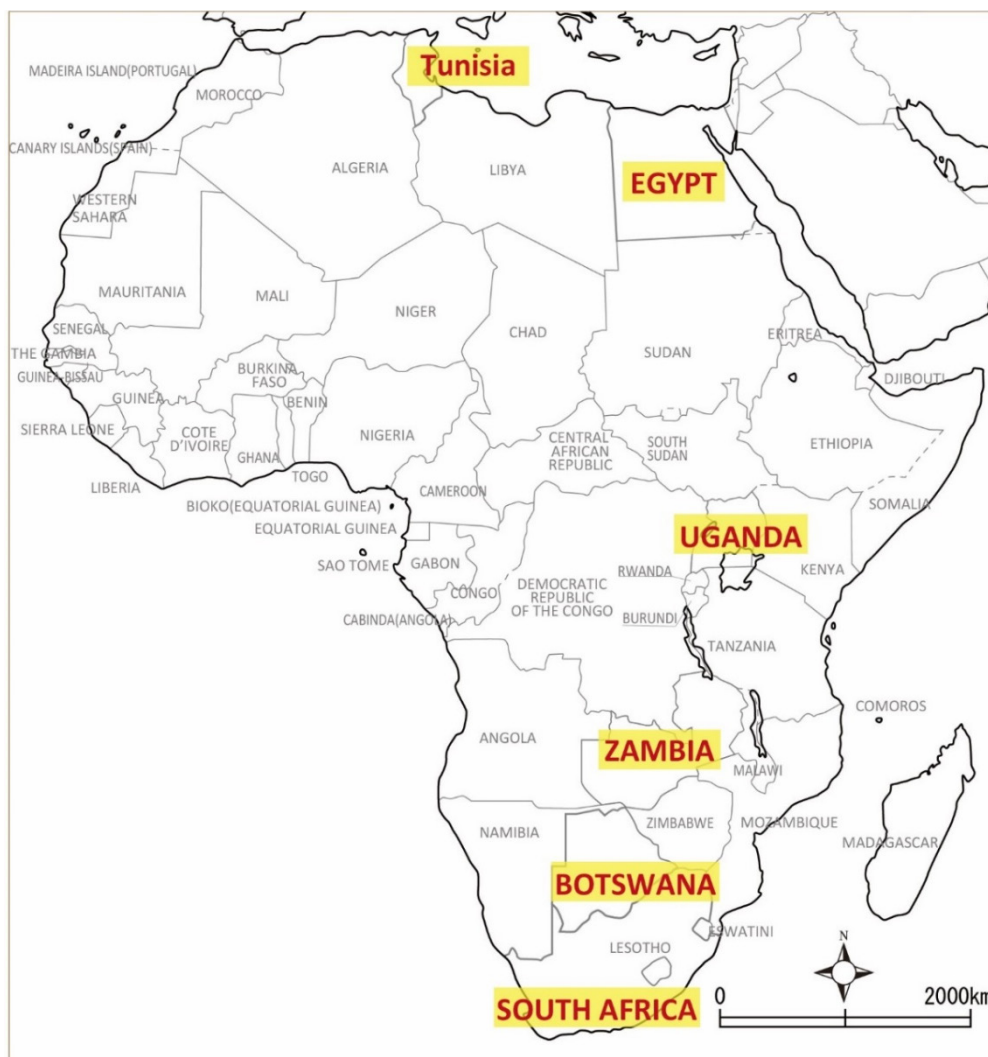 Tunisia
MADEIRA ISLAND(PORTUGAL)
MOROCCO
CANARY ISLANDS(SPAIN)
ALGERIA
LIBYA
EGYPT
WESTERN
SAHARA
MAURITANIA
MALI
NIGER
CHAD
SUDAN
ERITREA
SENEGAL
THE GAMBIA
GUINEA-BISSAU
GUINEA
BURKINA
FASO
BENIN
DJIBOUTI
SIERRA LEONE
COTE
D'IVOIRE
GHANA
NIGERIA
CENTRAL
AFRICAN
REPUBLIC
SOUTH
SUDAN
ETHIOPIA
LIBERIA
TOGO
CAMEROON
SOMALIA
BIOKO(EQUATORIAL GUINEA)
EQUATORIAL GUINEA
UGANDA
SAO TOME
GABON
CONGO
DEMOCRATIC
REPUBLIC
OF THE CONGO
RWANDA
KENYA
CABINDA(ANGOLA)
BURUNDI
TANZANIA
COMOROS
ANGOLA
ZAMBIA
MALAWI
NAMIBIA
ZIMBABWE
MOZAMBIQUE
MADAGASCAR
BOTSWANA
ESWATINI
LESOTHO
N
SOUTH AFRICA
0 2000km